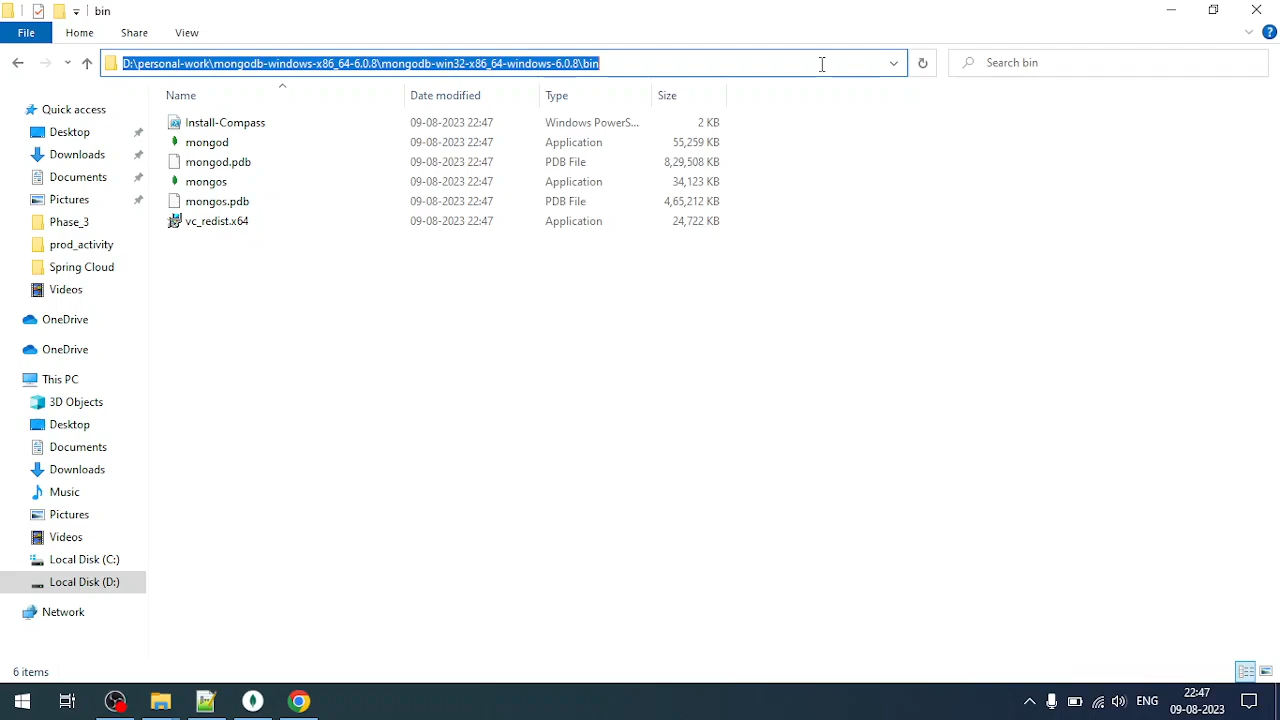 bin
File
Home
Share
View
D:\personal-work\mongodb-windows-x86_64-6.0.8\mongodb-win32-x86_64-windows-6.0.8\bin
Search bin
Name
Date modified
Type
Size
Install-Compass
09-08-2023 22:47
Windows PowerS...
2 KB
mongod
09-08-2023 22:47
Application
55,259 KB
mongod.pdb
09-08-2023 22:47
PDB File
8,29,508 KB
mongos
09-08-2023 22:47
Application
34,123 KB
mongos.pdb
09-08-2023 22:47
PDB File
4,65,212 KB
vc_redist.x64
09-08-2023 22:47
Application
24,722 KB
Quick access
Desktop
Downloads
Documents
Pictures
Phase_3
prod_activity
Spring Cloud
Videos
OneDrive
OneDrive
This PC
3D Objects
Desktop
Documents
Downloads
Music
Pictures
Videos
Local Disk (C:)
Local Disk (D:)
Network
6 items
ENG
22:47
09-08-2023